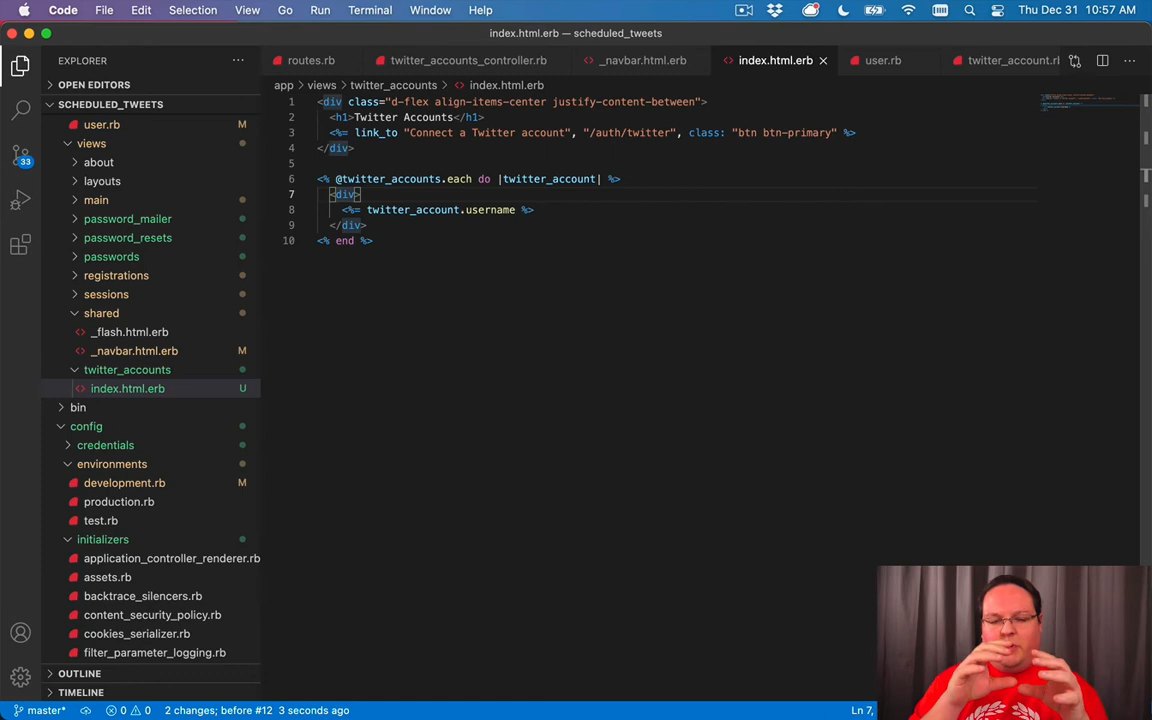 Code File Edit Selection View Go Run Terminal Window Help Thu Dec 31 10:57 AM
index.html.erb — scheduled_tweets
EXPLORER
routes.rb twitter_accounts_controller.rb _navbar.html.erb index.html.erb user.rb twitter_account.rb
OPEN EDITORS
app > views > twitter_accounts > index.html.erb
SCHEDULED_TWEETS
user.rb M
views
about
layouts
main
password_mailer
password_resets
passwords
registrations
sessions
shared
_flash.html.erb
_navbar.html.erb M
twitter_accounts
index.html.erb U
bin
config
credentials
environments
development.rb M
production.rb
test.rb
initializers
application_controller_renderer.rb
assets.rb
backtrace_silencers.rb
content_security_policy.rb
cookies_serializer.rb
filter_parameter_logging.rb
OUTLINE
TIMELINE
33
1 <div class="d-flex align-items-center justify-content-between">
2 <h1>Twitter Accounts</h1>
3 <%= link_to "Connect a Twitter account", "/auth/twitter", class: "btn btn-primary" %>
4 </div>
5
6 <% @twitter_accounts.each do |twitter_account| %>
7 <div>
8 <%= twitter_account.username %>
9 </div>
10 <% end %>
master* 0 0 2 changes; before #12 3 seconds ago Ln 7,